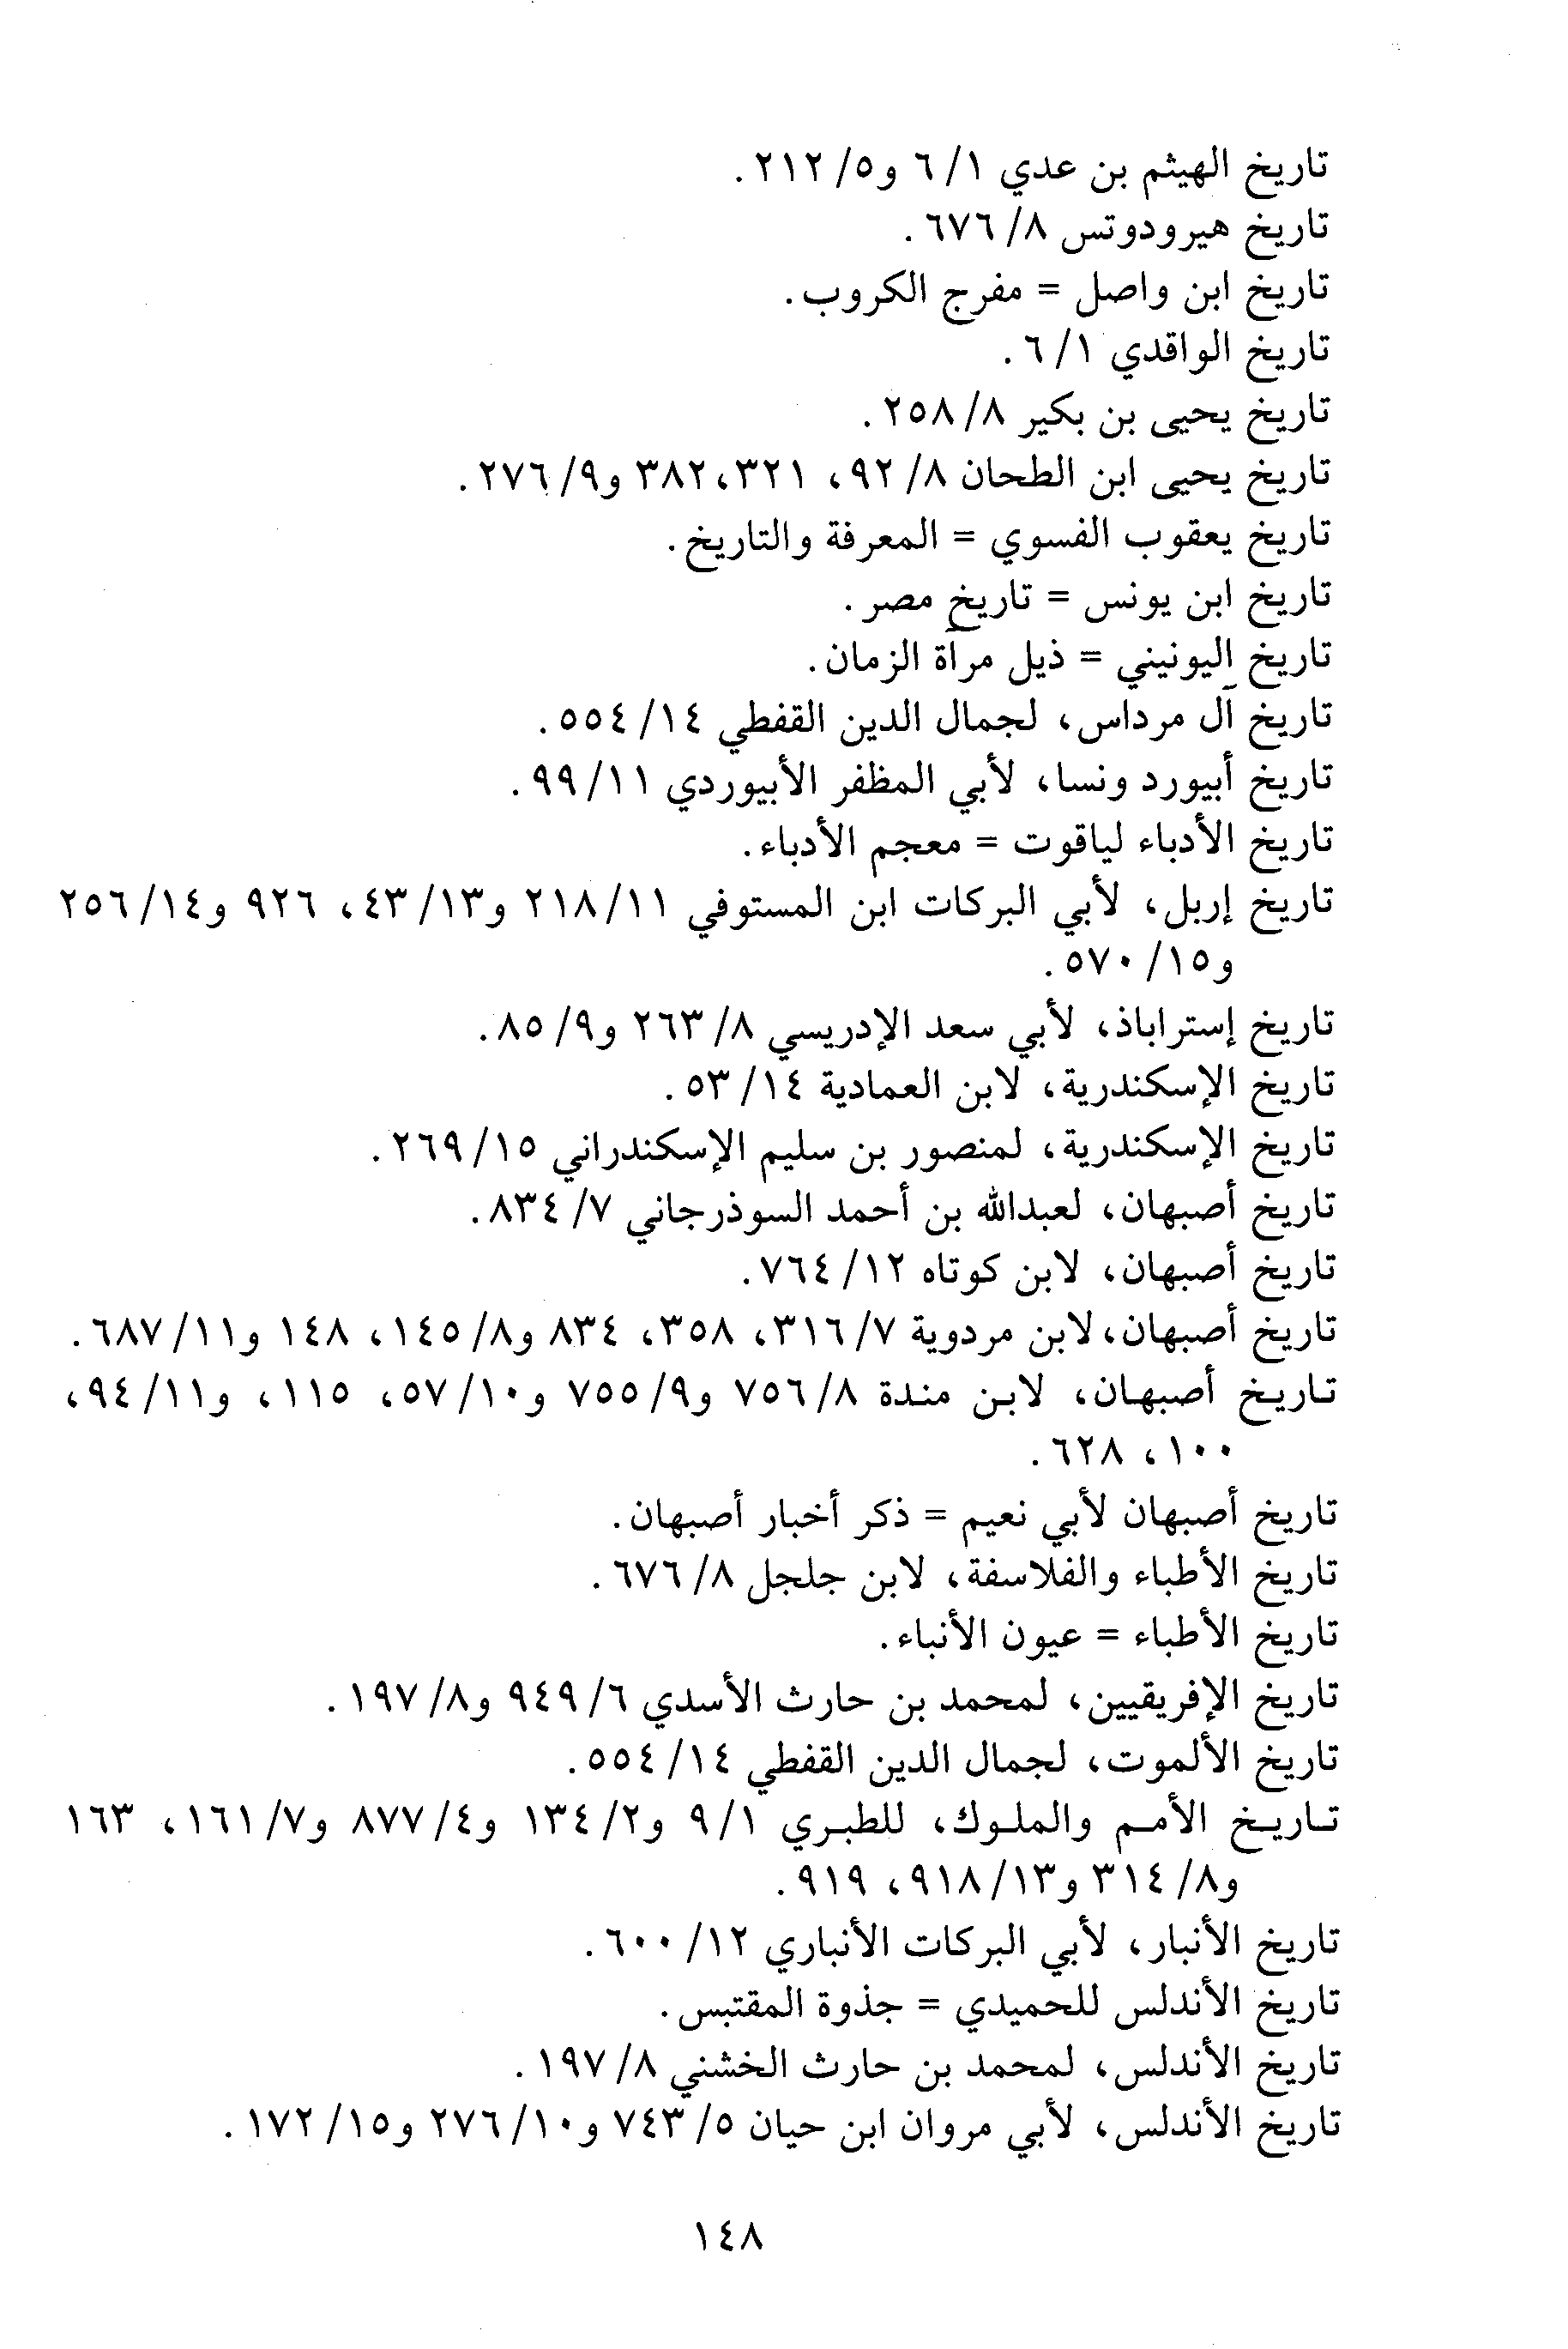 تاريخ الهيثم بن عدي ١/ ٦ و٥/ ٢١٢.
تاريخ هيرودوتس ٨/ ٦٧٦.
تاريخ ابن واصل = مفرج الكروب.
تاريخ الواقدي ١/ ٦.
تاريخ يحيى بن بكير ٨/ ٢٥٨.
تاريخ يحيى ابن الطحان ٨/ ٩٢، ٣٢١،٣٨٢ و٩/ ٢٧٦.
تاريخ يعقوب الفسوي = المعرفة والتاريخ.
تاريخ ابن يونس = تاريخ مصر.
تاريخ اليونيني = ذيل مرآة الزمان.
تاريخ آل مرداس، لجمال الدين القفطي ١٤/ ٥٥٤.
تاريخ أبيورد ونسا، لأبي المظفر الأبيوردي ١١/ ٩٩.
تاريخ الأدباء لياقوت = معجم الأدباء.
تاريخ إربل، لأبي البركات ابن المستوفي ١١/ ٢١٨ و١٣/ ٤٣، ٩٢٦ و١٤/ ٢٥٦
و١٥/ ٥٧٠.
تاريخ إستراباذ، لأبي سعد الإدريسي ٨/ ٢٦٣ و٩/ ٨٥.
تاريخ الإسكندرية، لابن العمادية ١٤/ ٥٣.
تاريخ الإسكندرية، لمنصور بن سليم الإسكندراني ١٥/ ٢٦٩.
تاريخ أصبهان، لعبدالله بن أحمد السوذرجاني ٧/ ٨٣٤.
تاريخ أصبهان، لابن كوتاه ١٢/ ٧٦٤.
تاريخ أصبهان، لابن مردوية ٧/ ٣١٦، ٣٥٨، ٨٣٤ و٨/ ١٤٥، ١٤٨ و١١/ ٦٨٧.
تاريخ أصبهان، لابن مندة ٨/ ٧٥٦ و٩/ ٧٥٥ و١٠/ ٥٧، ١١٥، و١١/ ٩٤،
١٠٠، ٦٢٨.
تاريخ أصبهان لأبي نعيم = ذكر أخبار أصبهان.
تاريخ الأطباء والفلاسفة، لابن جلجل ٨/ ٦٧٦.
تاريخ الأطباء = عيون الأنباء.
تاريخ الإفريقيين، لمحمد بن حارث الأسدي ٦/ ٩٤٩ و٨/ ١٩٧.
تاريخ الألموت، لجمال الدين القفطي ١٤/ ٥٥٤.
تاريخ الأمم والملوك، للطبري ١/ ٩ و٢/ ١٣٤ و٤/ ٨٧٧ و٧/ ١٦١، ١٦٣
و٨/ ٣١٤ و١٣/ ٩١٨، ٩١٩.
تاريخ الأنبار، لأبي البركات الأنباري ١٢/ ٦٠٠.
تاريخ الأندلس للحميدي = جذوة المقتبس.
تاريخ الأندلس، لمحمد بن حارث الخشني ٨/ ١٩٧.
تاريخ الأندلس، لأبي مروان ابن حيان ٥/ ٧٤٣ و١٠/ ٢٧٦ و١٥/ ١٧٢.
١٤٨